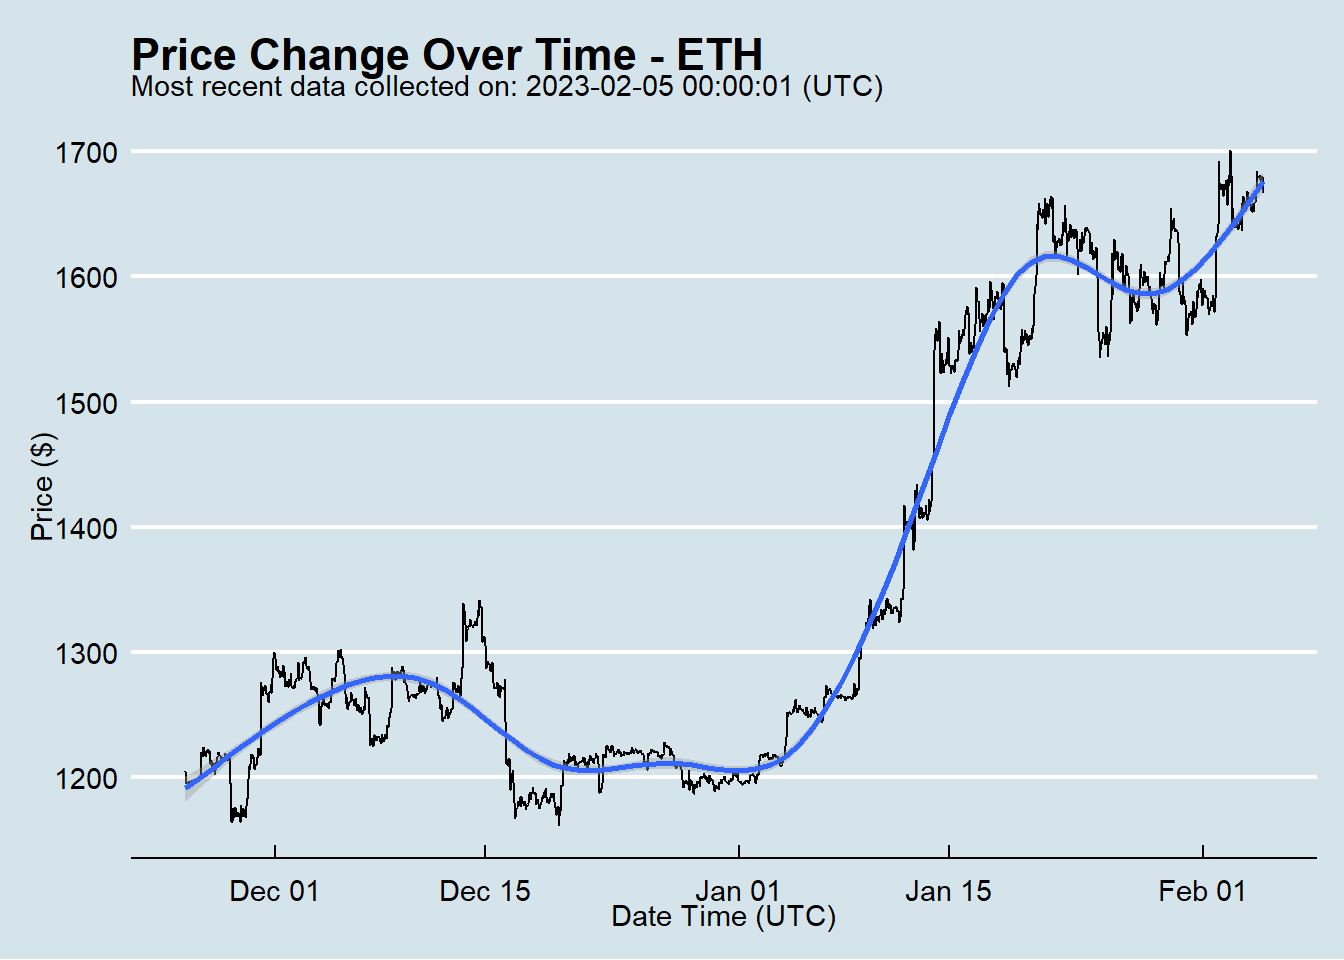 Price Change Over Time - ETH
Most recent data collected on: 2023-02-05 00:00:01 (UTC)
1700
1600
1500
1400
1300
1200
Price ($)
Dec 01
Dec 15
Jan 01
Jan 15
Feb 01
Date Time (UTC)